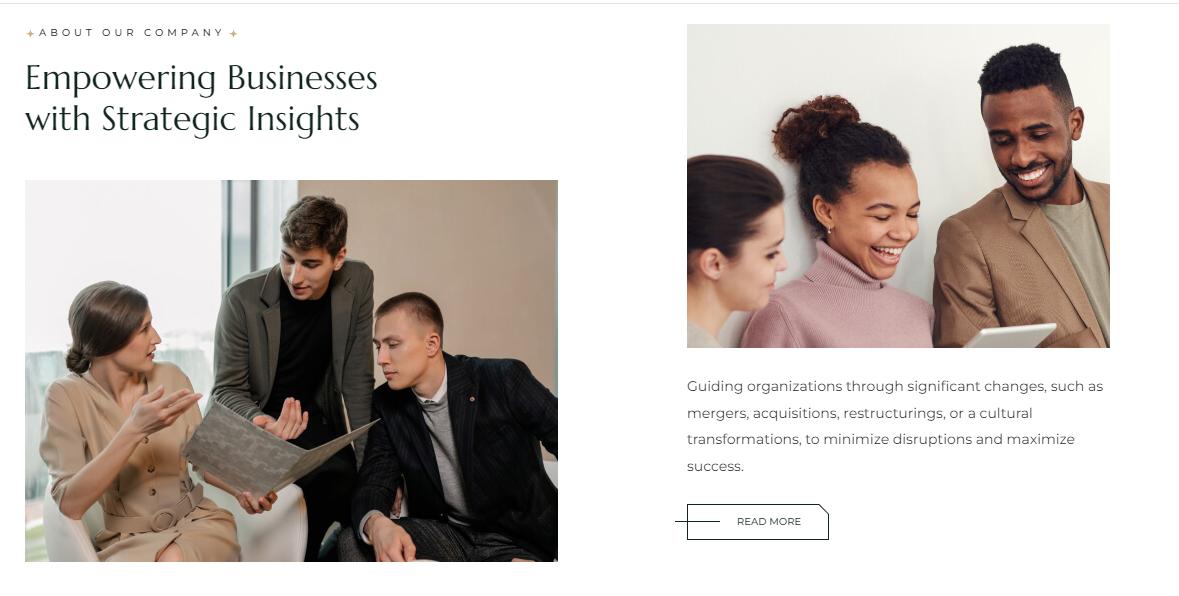 ABOUT OUR COMPANY
Empowering Businesses
with Strategic Insights
Guiding organizations through significant changes, such as
mergers, acquisitions, restructurings, or a cultural
transformations, to minimize disruptions and maximize
success.
READ MORE